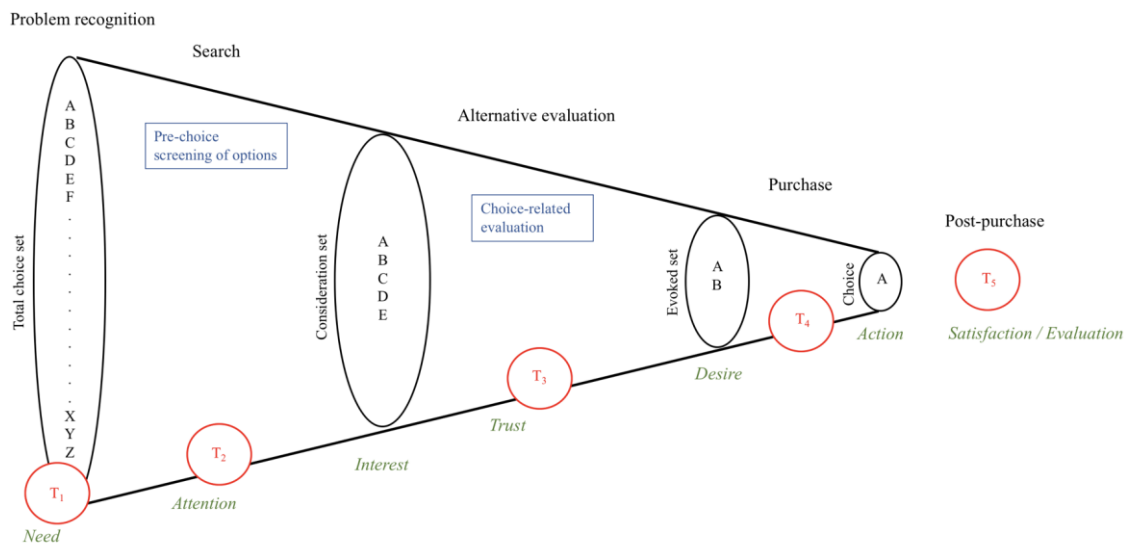 Problem recognition
Search
Alternative evaluation
Purchase
Post-purchase
Total choice set
A
B
C
D
E
F
.
.
.
.
.
.
.
.
.
.
.
X
Y
Z
Pre-choice
screening of options
Consideration set
A
B
C
D
E
Choice-related
evaluation
Evoked set
A
B
Choice
A
T1
T2
T3
T4
T5
Need
Attention
Interest
Trust
Desire
Action
Satisfaction / Evaluation